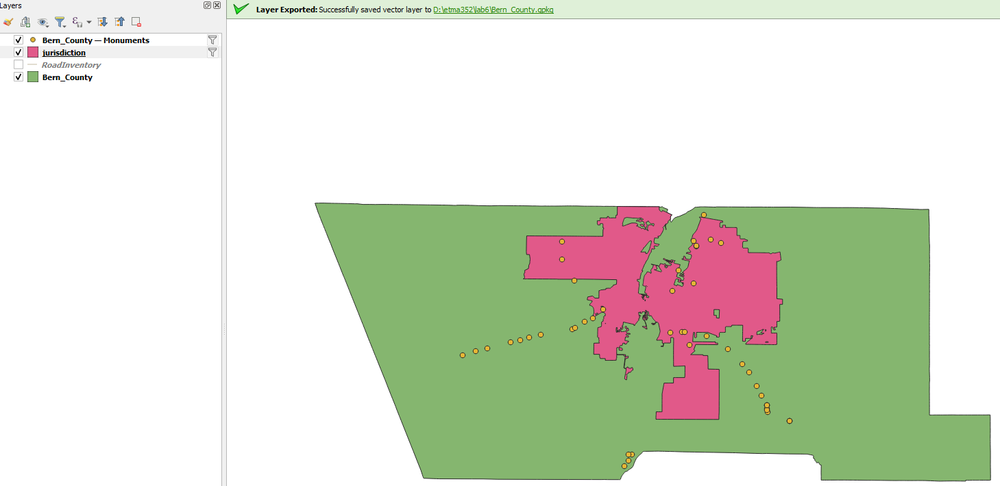 Layers
Layer Exported: Successfully saved vector layer to D:\etma352\lab6\Bern_County.gpkg
Bern_County — Monuments
jurisdiction
RoadInventory
Bern_County